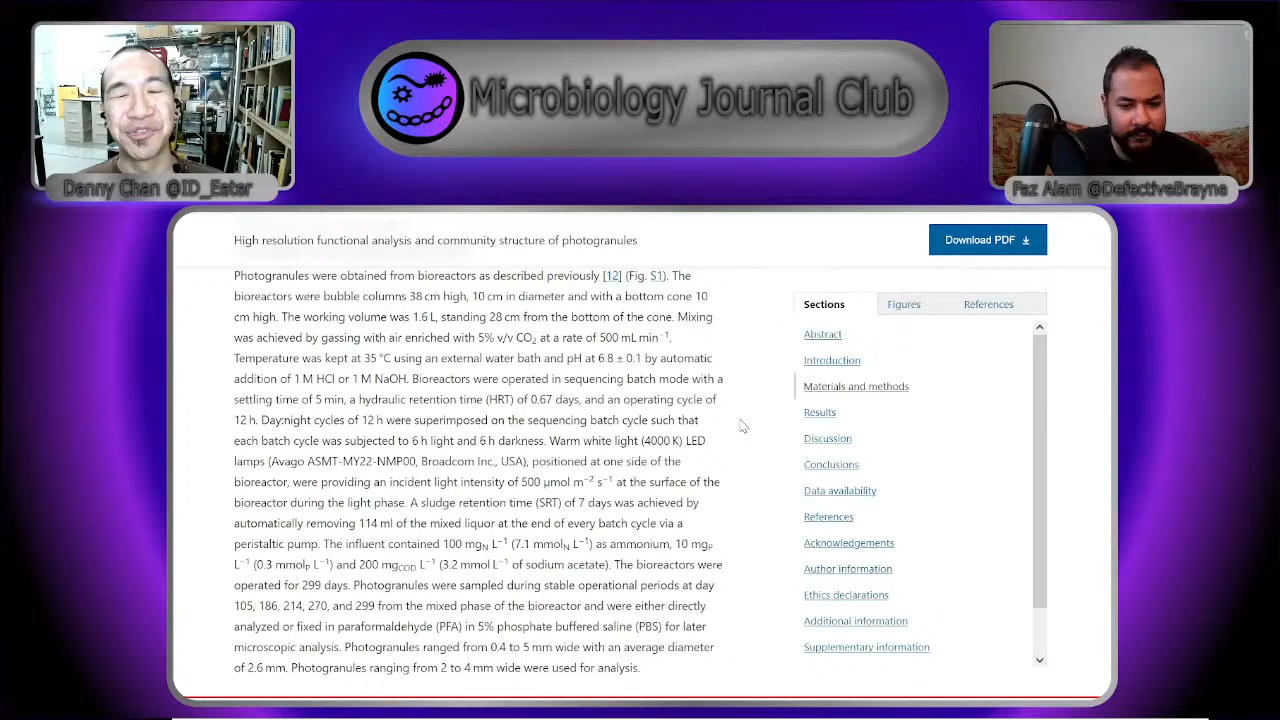 Microbiology Journal Club
Danny Chan @ID_Eater
Faz Alam @DefectiveBrayne
High resolution functional analysis and community structure of photogranules
Download PDF
Photogranules were obtained from bioreactors as described previously [12] (Fig. S1). The
bioreactors were bubble columns 38 cm high, 10 cm in diameter and with a bottom cone 10
cm high. The working volume was 1.6 L, standing 28 cm from the bottom of the cone. Mixing
was achieved by gassing with air enriched with 5% v/v CO₂ at a rate of 500 mL min⁻¹.
Temperature was kept at 35 °C using an external water bath and pH at 6.8 ± 0.1 by automatic
addition of 1 M HCl or 1 M NaOH. Bioreactors were operated in sequencing batch mode with a
settling time of 5 min, a hydraulic retention time (HRT) of 0.67 days, and an operating cycle of
12 h. Day:night cycles of 12 h were superimposed on the sequencing batch cycle such that
each batch cycle was subjected to 6 h light and 6 h darkness. Warm white light (4000 K) LED
lamps (Avago ASMT-MY22-NMP00, Broadcom Inc., USA), positioned at one side of the
bioreactor, were providing an incident light intensity of 500 μmol m⁻² s⁻¹ at the surface of the
bioreactor during the light phase. A sludge retention time (SRT) of 7 days was achieved by
automatically removing 114 ml of the mixed liquor at the end of every batch cycle via a
peristaltic pump. The influent contained 100 mgN L⁻¹ (7.1 mmolN L⁻¹) as ammonium, 10 mgP
L⁻¹ (0.3 mmolP L⁻¹) and 200 mgCOD L⁻¹ (3.2 mmol L⁻¹ of sodium acetate). The bioreactors were
operated for 299 days. Photogranules were sampled during stable operational periods at day
105, 186, 214, 270, and 299 from the mixed phase of the bioreactor and were either directly
analyzed or fixed in paraformaldehyde (PFA) in 5% phosphate buffered saline (PBS) for later
microscopic analysis. Photogranules ranged from 0.4 to 5 mm wide with an average diameter
of 2.6 mm. Photogranules ranging from 2 to 4 mm wide were used for analysis.
Sections
Figures
References
Abstract
Introduction
Materials and methods
Results
Discussion
Conclusions
Data availability
References
Acknowledgements
Author information
Ethics declarations
Additional information
Supplementary information